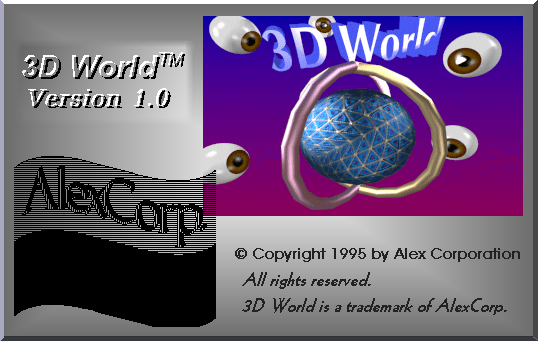 3D World™
Version 1.0
3D World
AlexCorp.
© Copyright 1995 by Alex Corporation
All rights reserved.
3D World is a trademark of AlexCorp.